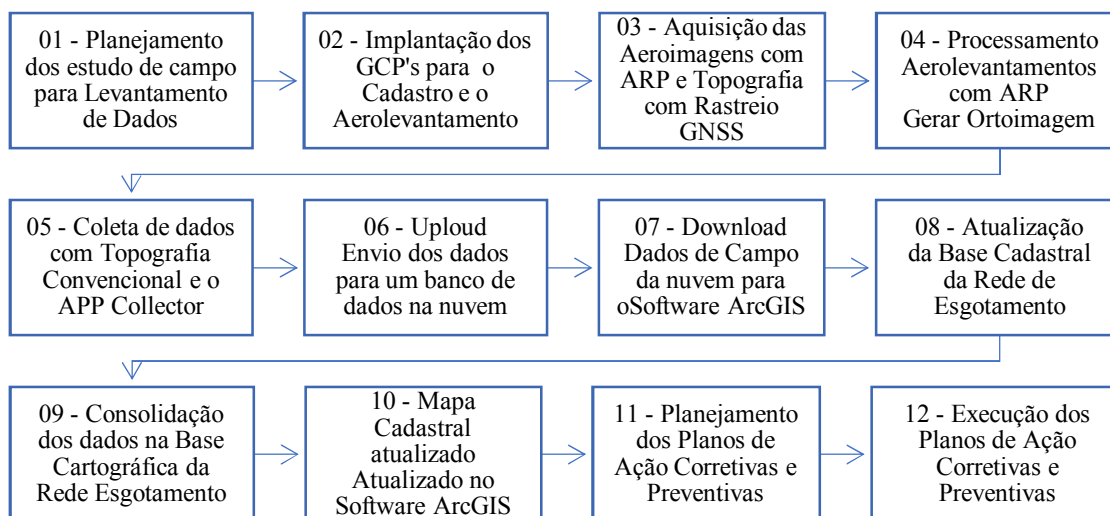 01 - Planejamento
dos estudo de campo
para Levantamento
de Dados
02 - Implantação dos
GCP's para o
Cadastro e o
Aerolevantamento
03 - Aquisição das
Aeroimagens com
ARP e Topografia
com Rastreio
GNSS
04 - Processamento
Aerolevantamentos
com ARP
Gerar Ortoimagem
05 - Coleta de dados
com Topografia
Convencional e o
APP Collector
06 - Uploud
Envio dos dados
para um banco de
dados na nuvem
07 - Download
Dados de Campo
da nuvem para
oSoftware ArcGIS
08 - Atualização
da Base Cadastral
da Rede de
Esgotamento
09 - Consolidação
dos dados na Base
Cartográfica da
Rede Esgotamento
10 - Mapa
Cadastral
atualizado
Atualizado no
Software ArcGIS
11 - Planejamento
dos Planos de
Ação Corretivas e
Preventivas
12 - Execução dos
Planos de Ação
Corretivas e
Preventivas